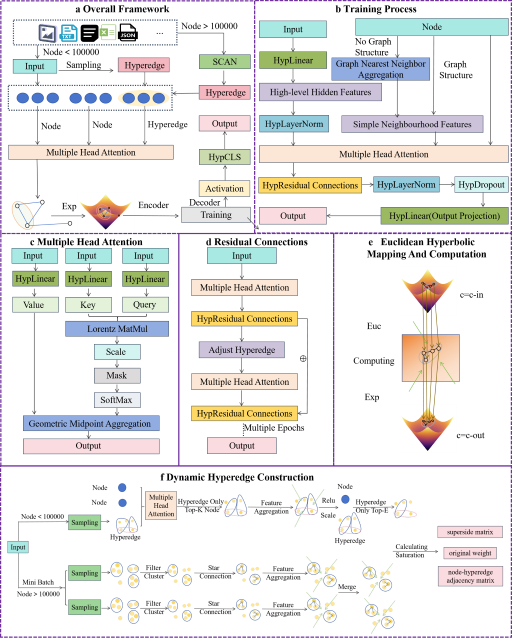 a Overall Framework
TXT
JSON
...
Node > 100000
Node < 100000
Sampling
Input
Hyperedge
SCAN
Hyperedge
Node
Node
Hyperedge
Output
Multiple Head Attention
HypCLS
Activation
Exp
Encoder
Decoder
Training
b Training Process
Input
Node
HypLinear
No Graph
Structure
Graph Nearest Neighbor
Aggregation
Graph
Structure
High-level Hidden Features
HypLayerNorm
Simple Neighbourhood Features
Multiple Head Attention
HypResidual Connections
HypLayerNorm
HypDropout
Output
HypLinear(Output Projection)
c Multiple Head Attention
Input
Input
Input
HypLinear
HypLinear
HypLinear
Value
Key
Query
Lorentz MatMul
Scale
Mask
SoftMax
Geometric Midpoint Aggregation
Output
d Residual Connections
Input
Multiple Head Attention
HypResidual Connections
Adjust Hyperedge
Multiple Head Attention
HypResidual Connections
Multiple Epochs
Output
e Euclidean Hyperbolic
Mapping And Computation
c=c-in
Euc
Computing
Exp
c=c-out
f Dynamic Hyperedge Construction
Node
Node
Node < 100000
Sampling
Hyperedge
Multiple
Head
Attention
Hyperedge Only
Top-K Node
Feature
Aggregation
Relu
Scale
Node
Hyperedge
Hyperedge
Only Top-E
Input
Mini Batch
Node > 100000
Sampling
Filter
Cluster
Star
Connection
Feature
Aggregation
Sampling
Filter
Cluster
Star
Connection
Feature
Aggregation
Merge
Calculating
Saturation
superside matrix
original weight
node-hyperedge
adjacency matrix